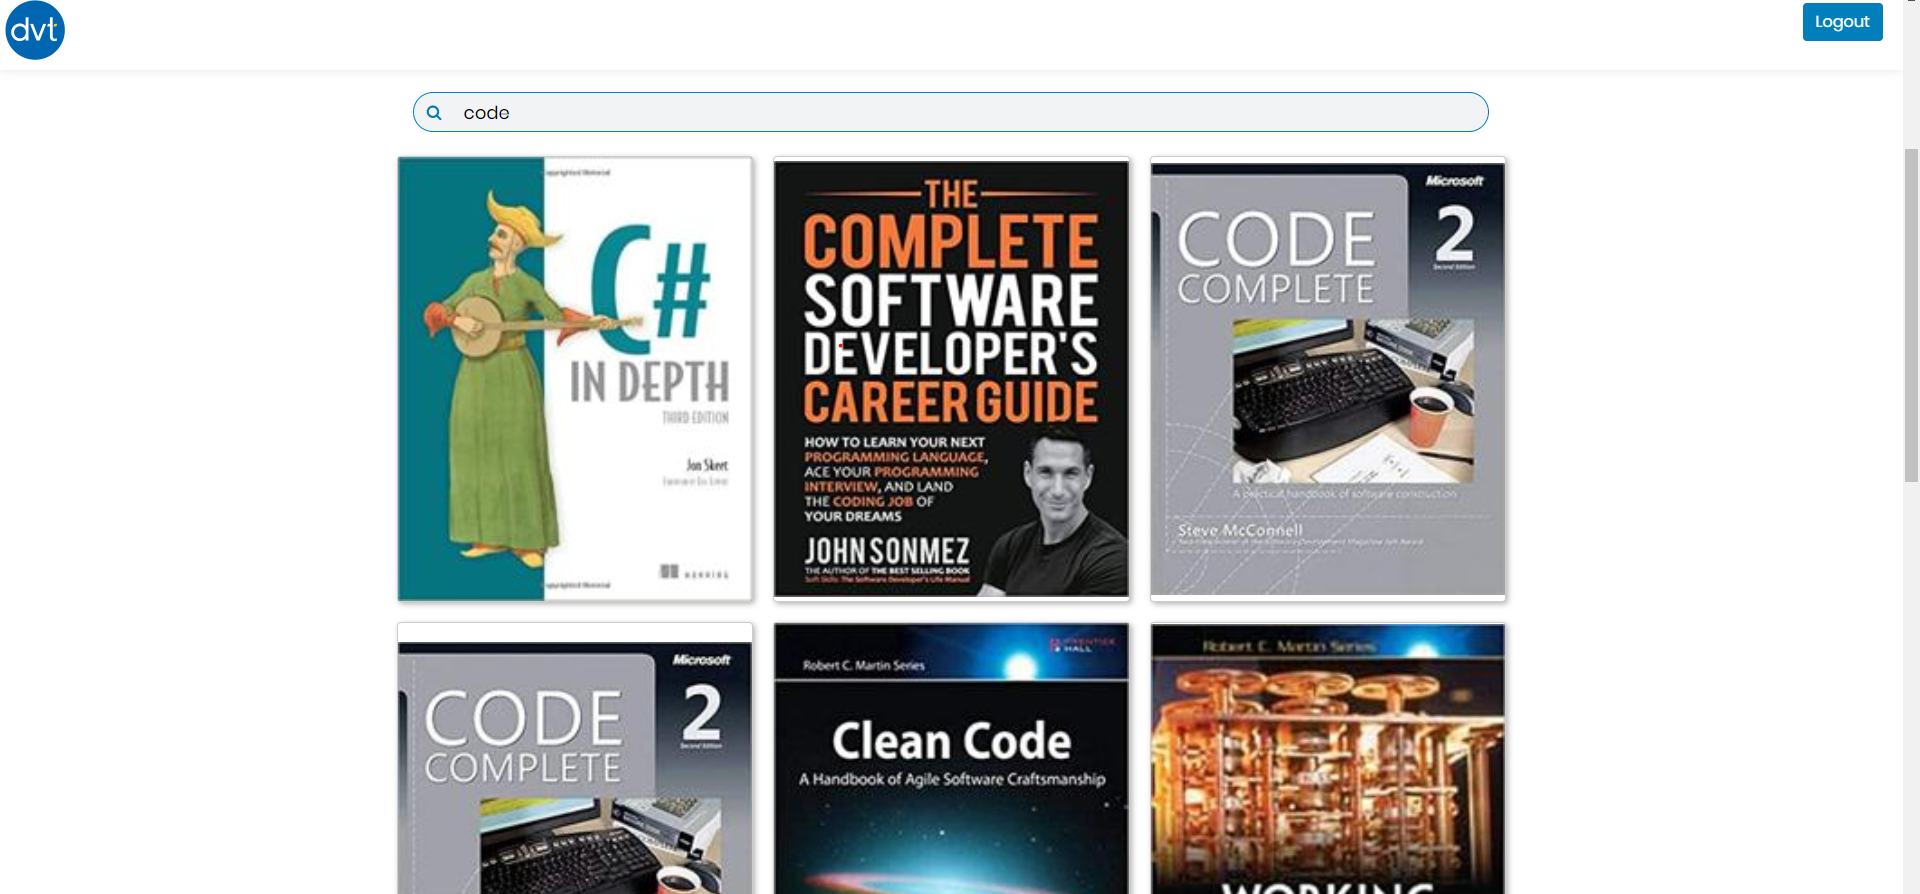 dvt
Logout
code
C#
IN DEPTH
THIRD EDITION
Jon Skeet
MANNING
THE
COMPLETE
SOFTWARE
DEVELOPER'S
CAREER GUIDE
HOW TO LEARN YOUR NEXT
PROGRAMMING LANGUAGE,
ACE YOUR PROGRAMMING
INTERVIEW, AND LAND
THE CODING JOB OF
YOUR DREAMS
JOHN SONMEZ
THE AUTHOR OF THE BEST SELLING BOOK
Soft Skills: The Software Developer's Life Manual
Microsoft
2
Second Edition
CODE
COMPLETE
A practical handbook of software construction
Steve McConnell
Microsoft
2
Second Edition
CODE
COMPLETE
PRENTICE
HALL
Robert C. Martin Series
Clean Code
A Handbook of Agile Software Craftsmanship
Robert C. Martin Series
WORKING